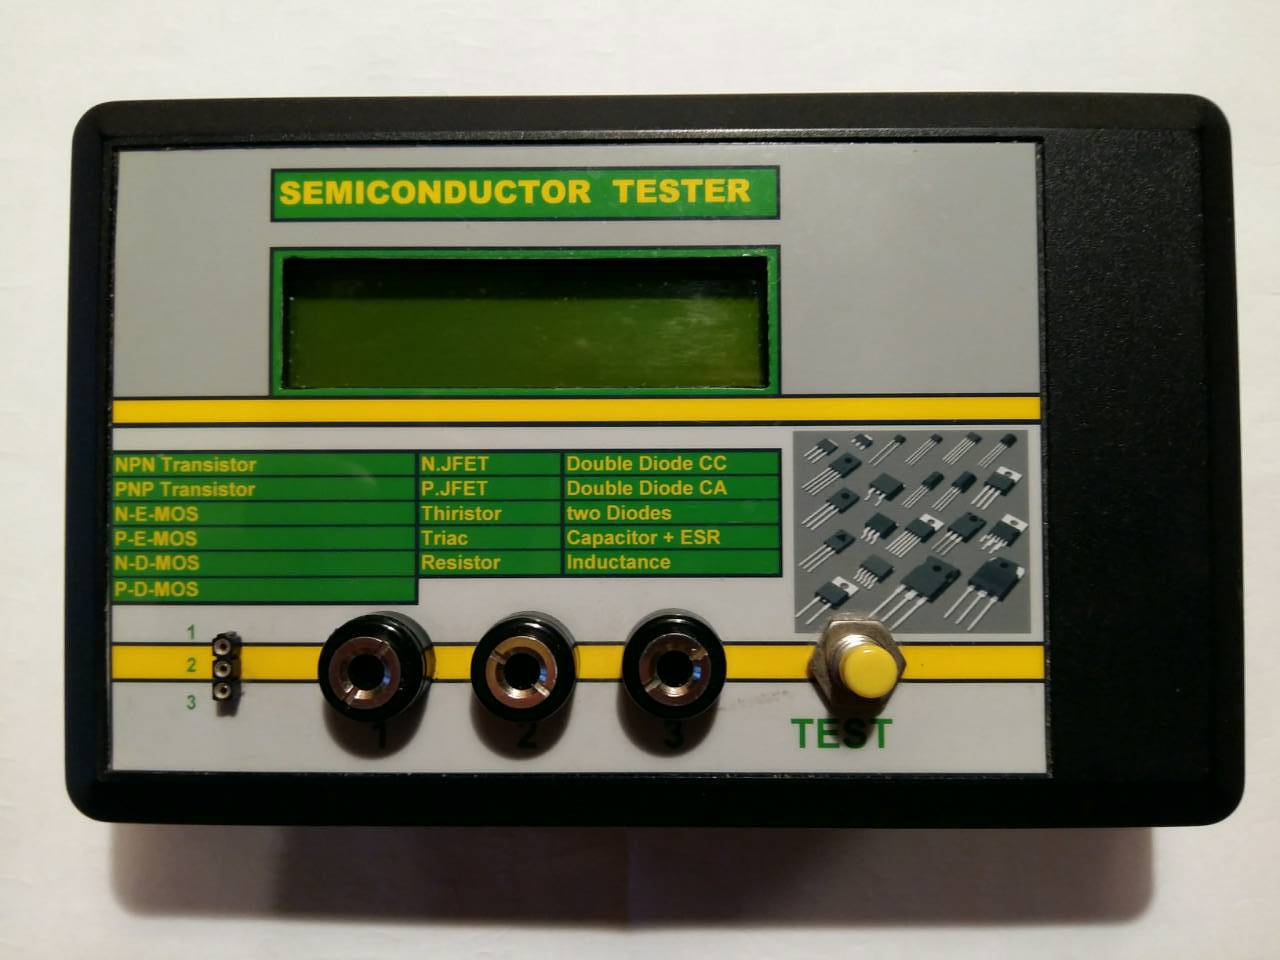 SEMICONDUCTOR TESTER
NPN Transistor
PNP Transistor
N-E-MOS
P-E-MOS
N-D-MOS
P-D-MOS
N.JFET
P.JFET
Thiristor
Triac
Resistor
Double Diode CC
Double Diode CA
two Diodes
Capacitor + ESR
Inductance
1
2
3
1
2
3
TEST